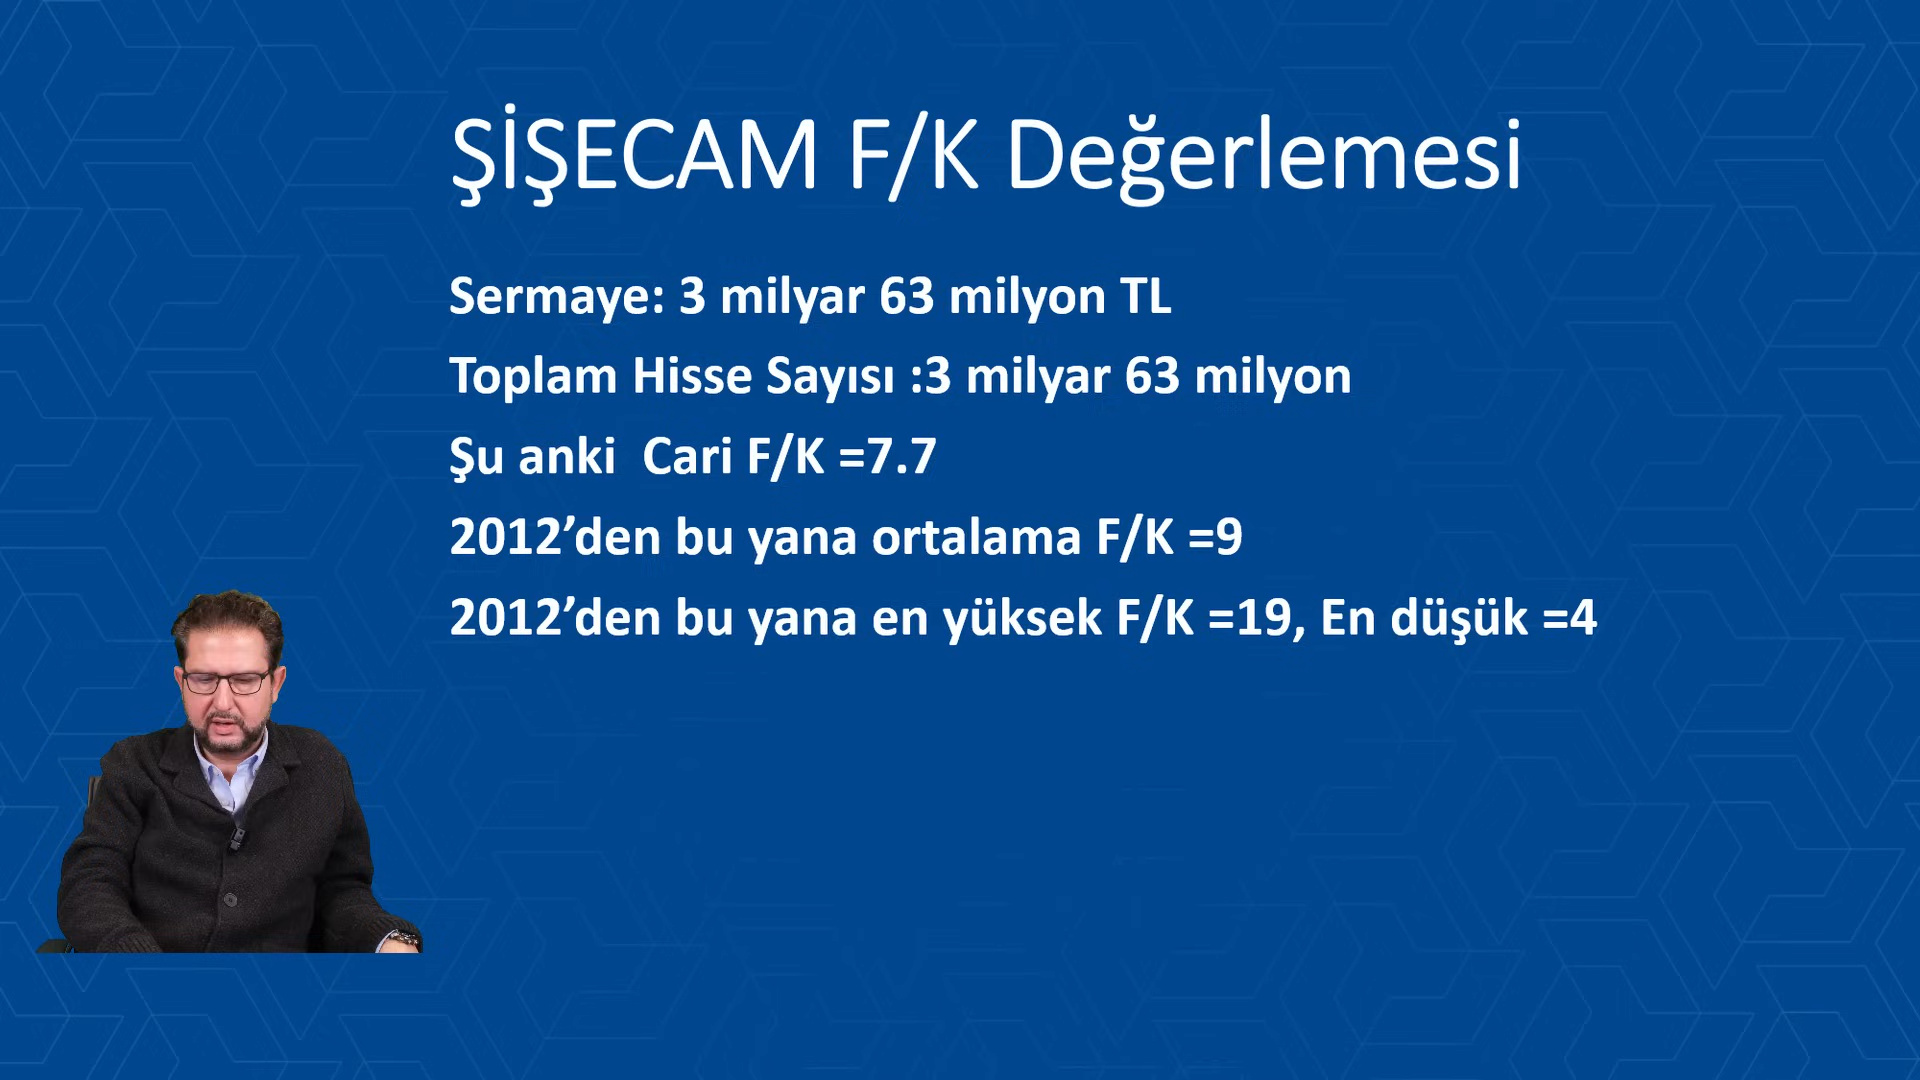 ŞİŞECAM F/K Değerlemesi
Sermaye: 3 milyar 63 milyon TL
Toplam Hisse Sayısı :3 milyar 63 milyon
Şu anki  Cari F/K =7.7
2012’den bu yana ortalama F/K =9
2012’den bu yana en yüksek F/K =19, En düşük =4